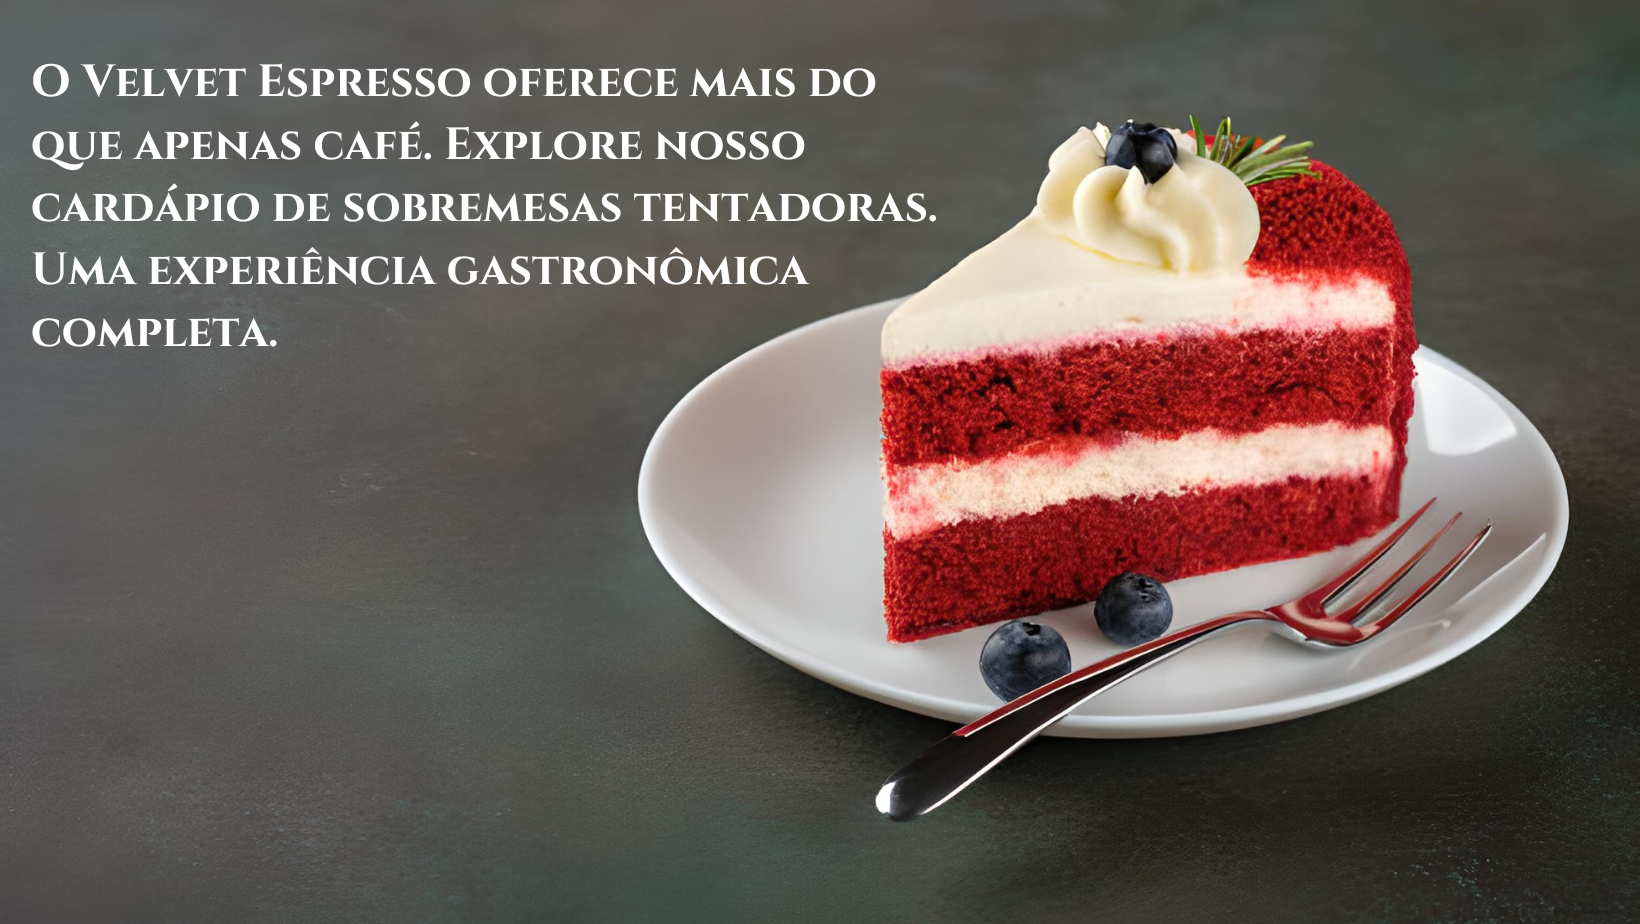 O Velvet Espresso oferece mais do
que apenas café. Explore nosso
cardápio de sobremesas tentadoras.
Uma experiência gastronômica
completa.